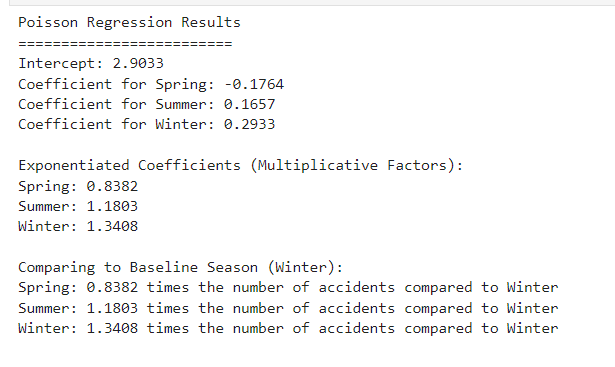 Poisson Regression Results
==========================
Intercept: 2.9033
Coefficient for Spring: -0.1764
Coefficient for Summer: 0.1657
Coefficient for Winter: 0.2933
Exponentiated Coefficients (Multiplicative Factors):
Spring: 0.8382
Summer: 1.1803
Winter: 1.3408
Comparing to Baseline Season (Winter):
Spring: 0.8382 times the number of accidents compared to Winter
Summer: 1.1803 times the number of accidents compared to Winter
Winter: 1.3408 times the number of accidents compared to Winter